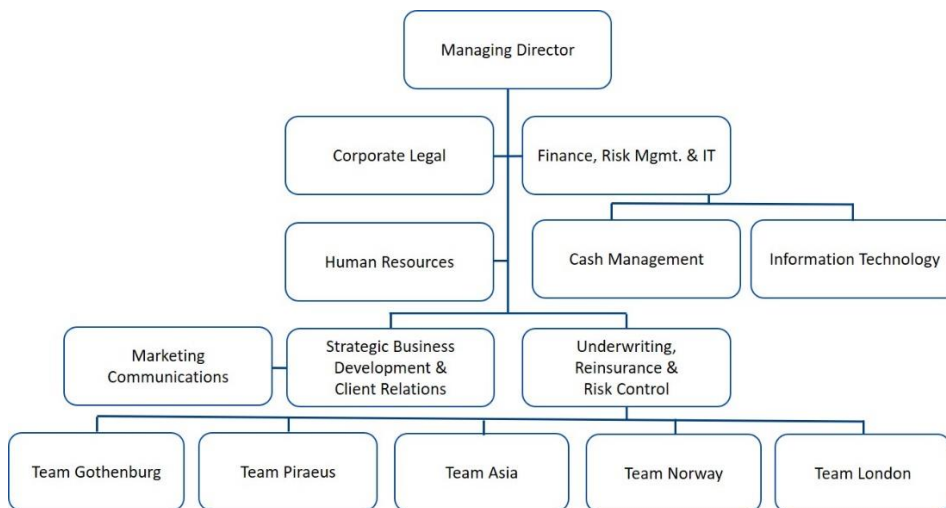 Managing Director
Corporate Legal
Finance, Risk Mgmt. & IT
Human Resources
Cash Management
Information Technology
Marketing
Communications
Strategic Business
Development &
Client Relations
Underwriting,
Reinsurance &
Risk Control
Team Gothenburg
Team Piraeus
Team Asia
Team Norway
Team London